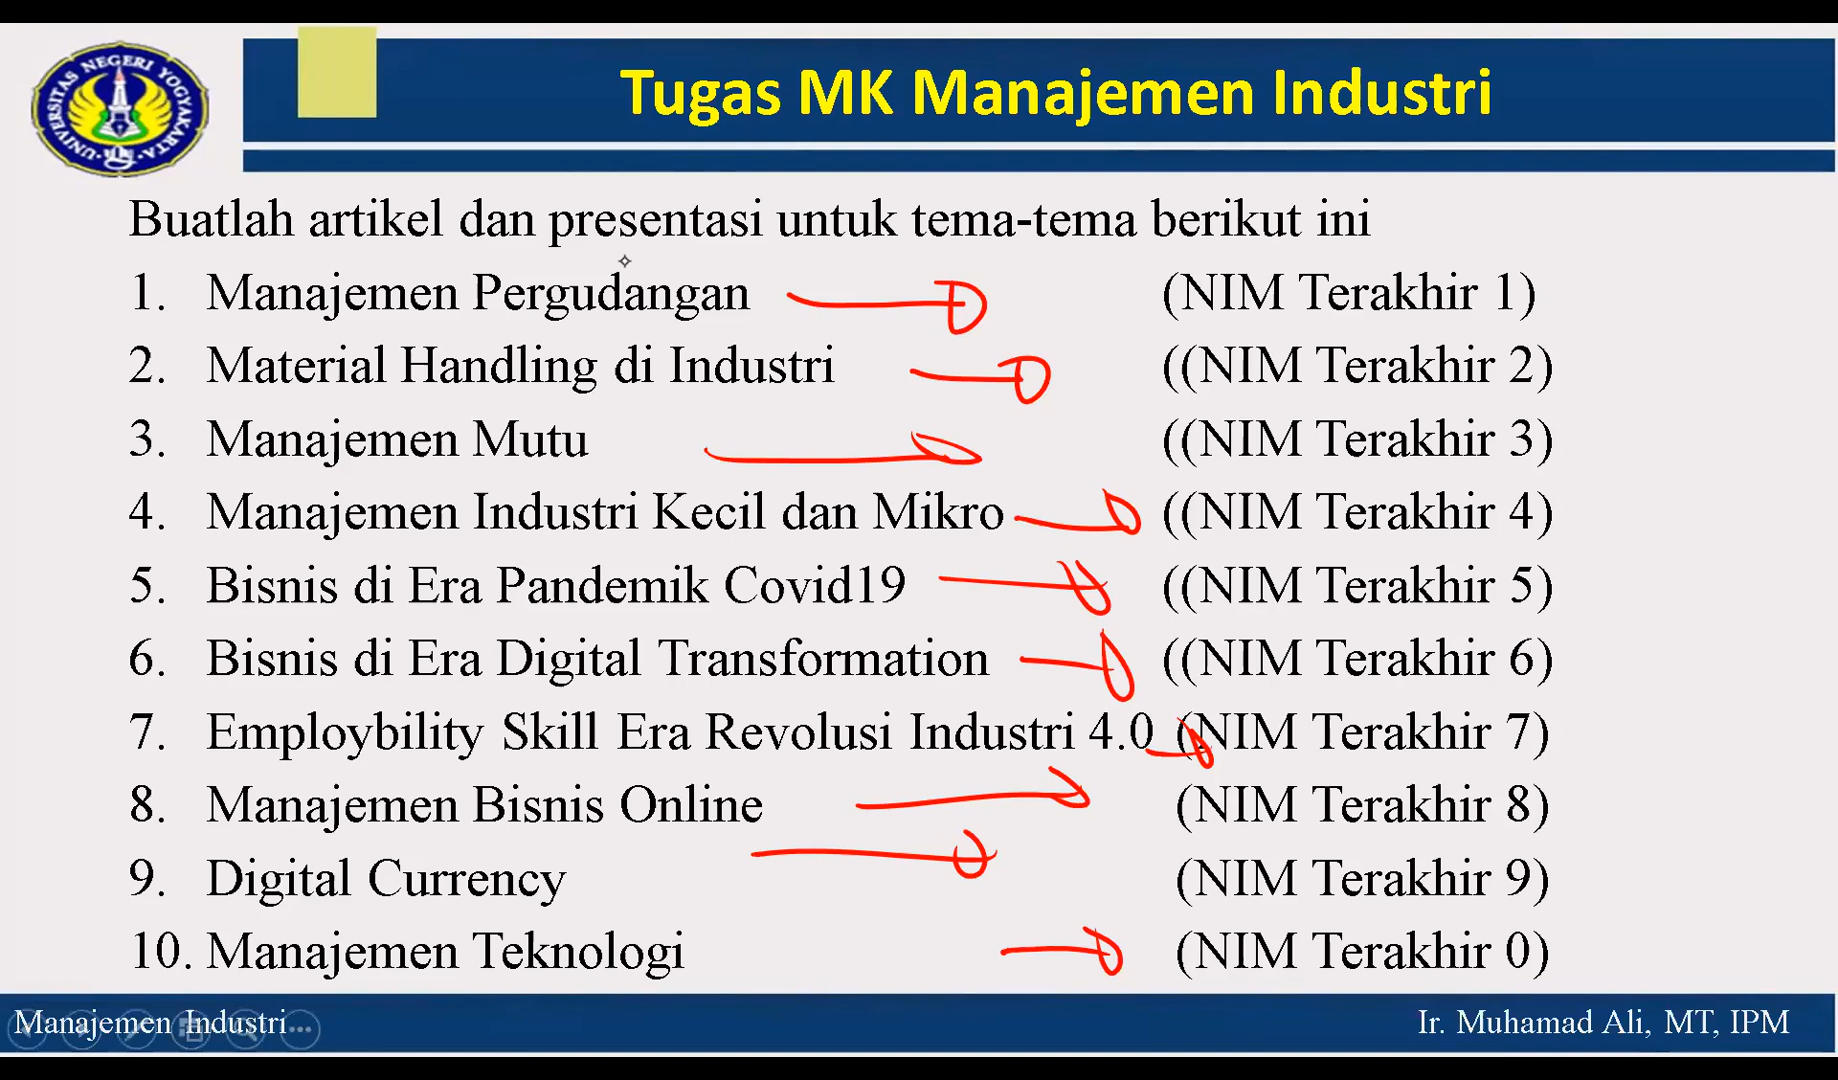 UNIVERSITAS NEGERI YOGYAKARTA
UNY
Tugas MK Manajemen Industri
Buatlah artikel dan presentasi untuk tema-tema berikut ini
1. Manajemen Pergudangan (NIM Terakhir 1)
2. Material Handling di Industri ((NIM Terakhir 2)
3. Manajemen Mutu ((NIM Terakhir 3)
4. Manajemen Industri Kecil dan Mikro ((NIM Terakhir 4)
5. Bisnis di Era Pandemik Covid19 ((NIM Terakhir 5)
6. Bisnis di Era Digital Transformation ((NIM Terakhir 6)
7. Employbility Skill Era Revolusi Industri 4.0 (NIM Terakhir 7)
8. Manajemen Bisnis Online (NIM Terakhir 8)
9. Digital Currency (NIM Terakhir 9)
10. Manajemen Teknologi (NIM Terakhir 0)
Manajemen Industri Ir. Muhamad Ali, MT, IPM